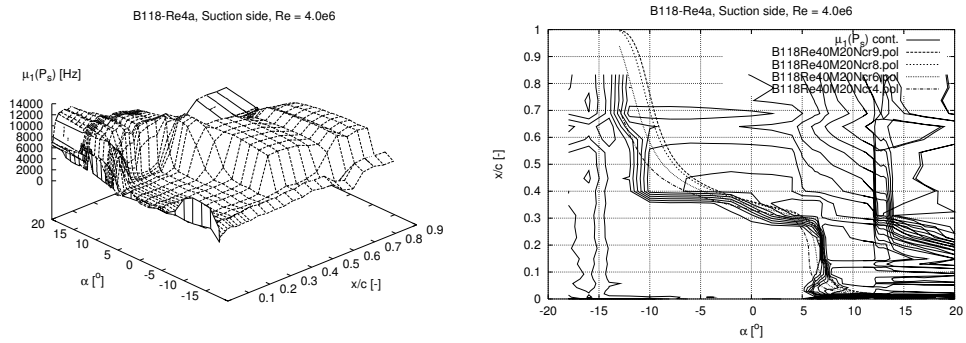 B118-Re4a, Suction side, Re = 4.0e6
μ1(Ps) [Hz]
14000
12000
10000
8000
6000
4000
2000
0
20
15
10
5
0
-5
-10
-15
α [o]
0.1
0.2
0.3
0.4
0.5
0.6
0.7
0.8
0.9
x/c [-]
B118-Re4a, Suction side, Re = 4.0e6
μ1(Ps) cont.
B118Re40M20Ncr9.pol
B118Re40M20Ncr8.pol
B118Re40M20Ncr6.pol
B118Re40M20Ncr4.pol
1
0.9
0.8
0.7
0.6
0.5
0.4
0.3
0.2
0.1
0
x/c [-]
-20 -15 -10 -5 0 5 10 15 20
α [o]